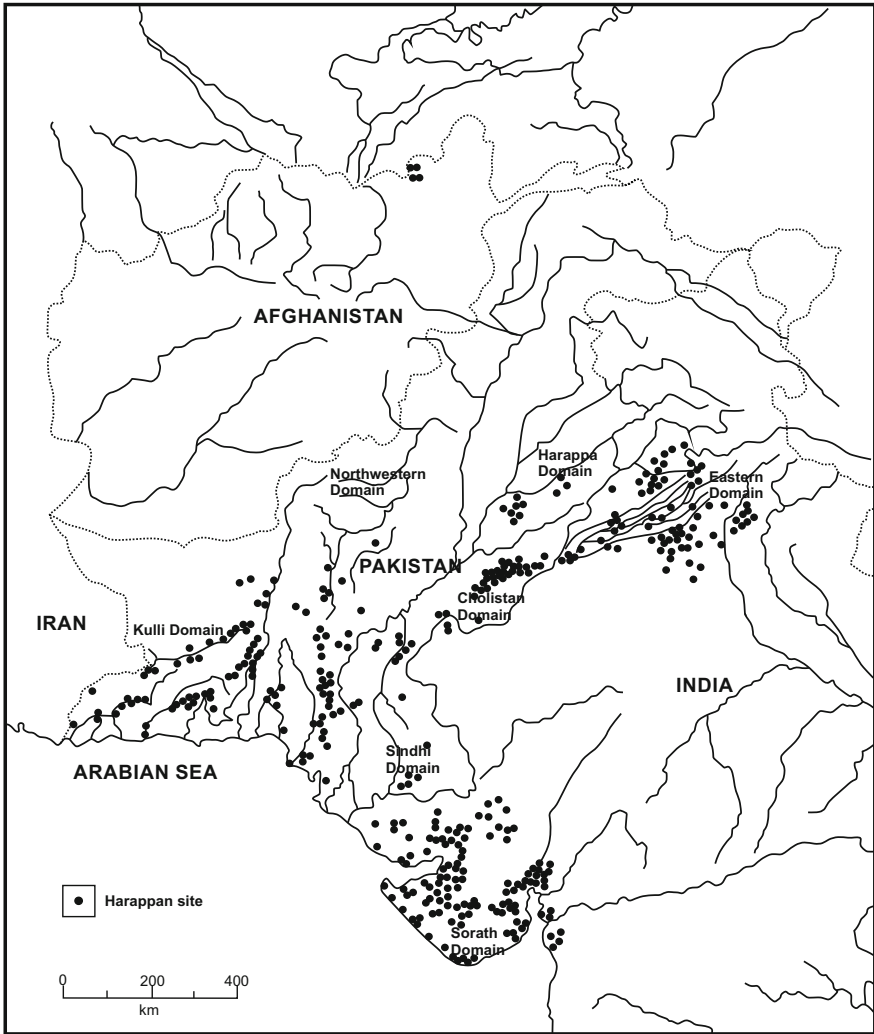 AFGHANISTAN
Harappa
Domain
Northwestern
Domain
Eastern
Domain
PAKISTAN
Cholistan
Domain
IRAN
Kulli Domain
INDIA
Sindhi
Domain
ARABIAN SEA
Harappan site
Sorath
Domain
0 200 400
km